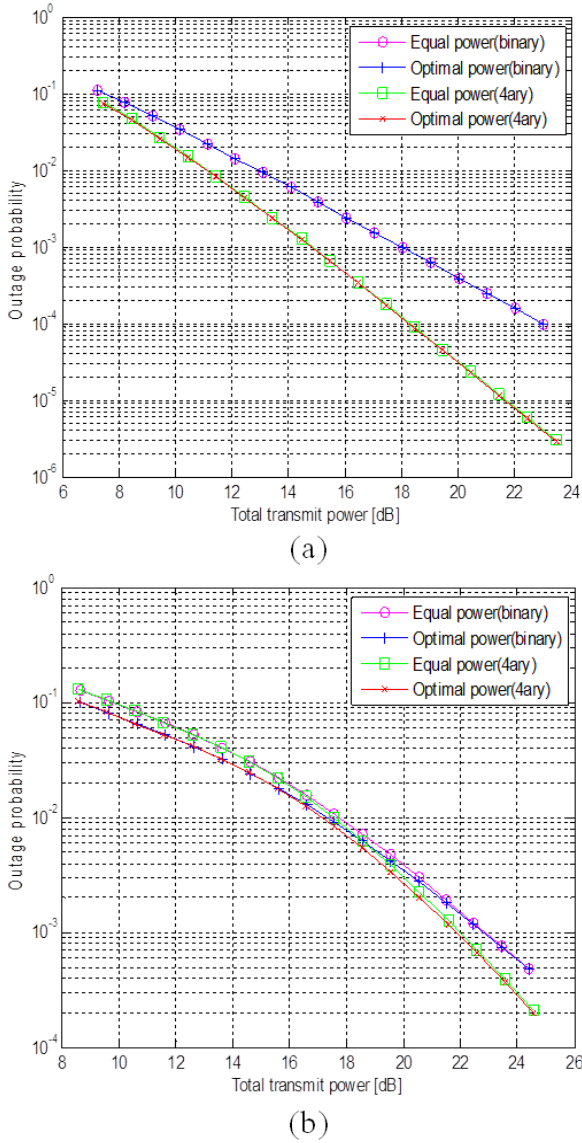 Equal power(binary)
Optimal power(binary)
Equal power(4ary)
Optimal power(4ary)
10^0
10^-1
10^-2
10^-3
10^-4
10^-5
10^-6
Outage probability
6 8 10 12 14 16 18 20 22 24
Total transmit power [dB]
(a)
Equal power(binary)
Optimal power(binary)
Equal power(4ary)
Optimal power(4ary)
10^0
10^-1
10^-2
10^-3
10^-4
Outage probability
8 10 12 14 16 18 20 22 24 26
Total transmit power [dB]
(b)